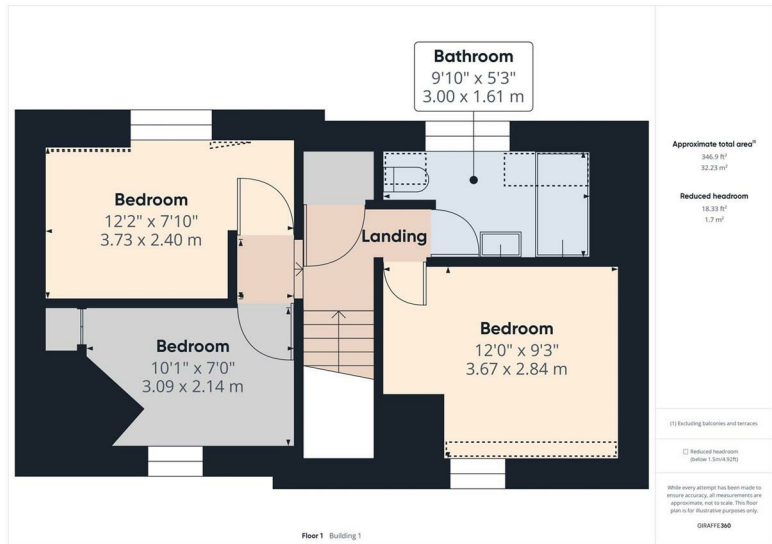 Bathroom
9'10" x 5'3"
3.00 x 1.61 m
Bedroom
12'2" x 7'10"
3.73 x 2.40 m
Landing
Bedroom
10'1" x 7'0"
3.09 x 2.14 m
Bedroom
12'0" x 9'3"
3.67 x 2.84 m
Floor 1 Building 1
Approximate total area⁽¹⁾
346.9 ft²
32.23 m²
Reduced headroom
18.33 ft²
1.7 m²
(1) Excluding balconies and terraces
Reduced headroom
(below 1.5m/4.92ft)
While every attempt has been made to
ensure accuracy, all measurements are
approximate, not to scale. This floor
plan is for illustrative purposes only.
GIRAFFE360